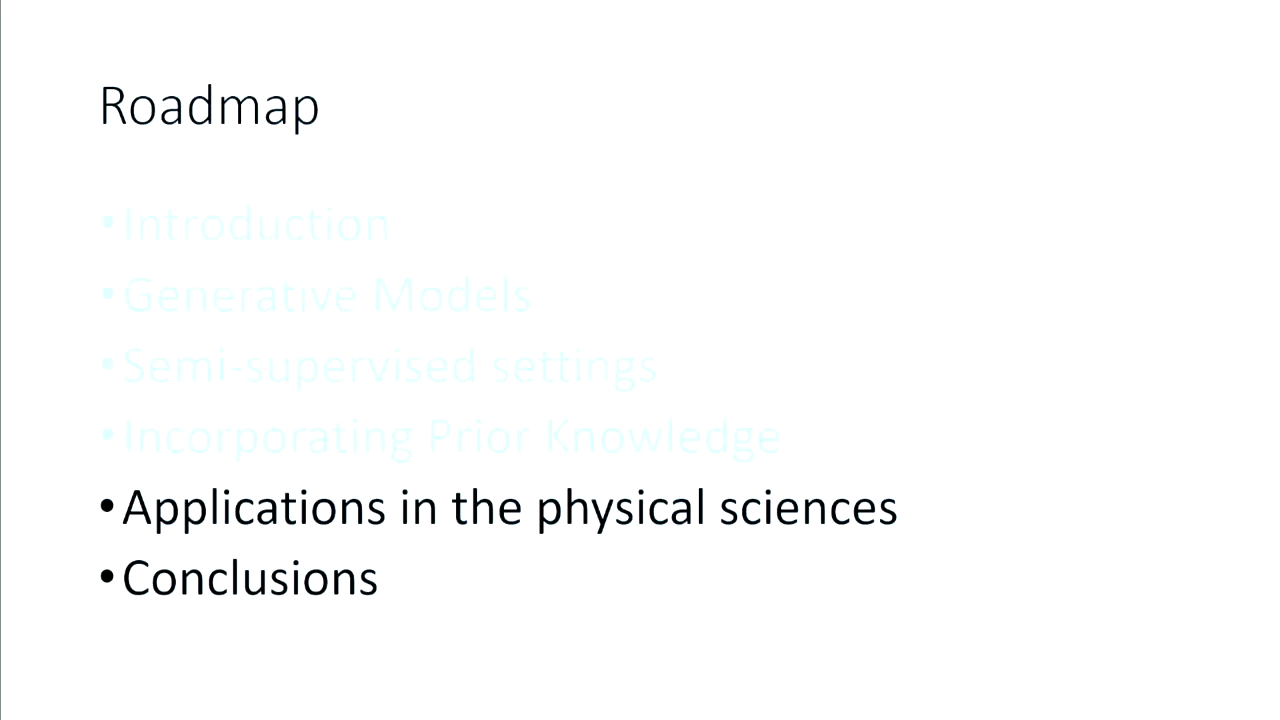 Roadmap
• Introduction
• Generative Models
• Semi-supervised settings
• Incorporating Prior Knowledge
• Applications in the physical sciences
• Conclusions